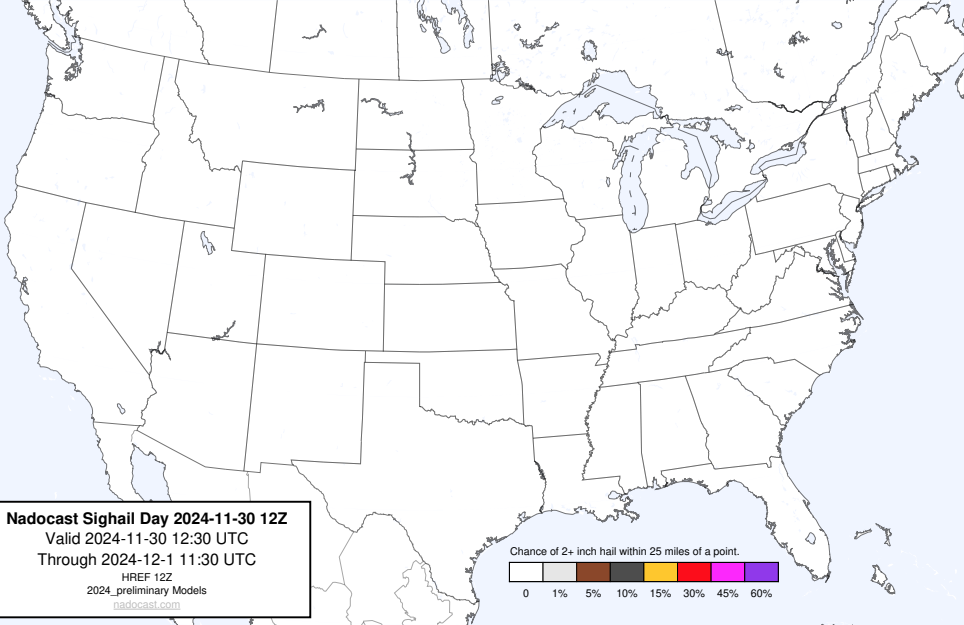 Nadocast Sighail Day 2024-11-30 12Z
Valid 2024-11-30 12:30 UTC
Through 2024-12-1 11:30 UTC
HREF 12Z
2024_preliminary Models
nadocast.com
Chance of 2+ inch hail within 25 miles of a point.
0 1% 5% 10% 15% 30% 45% 60%